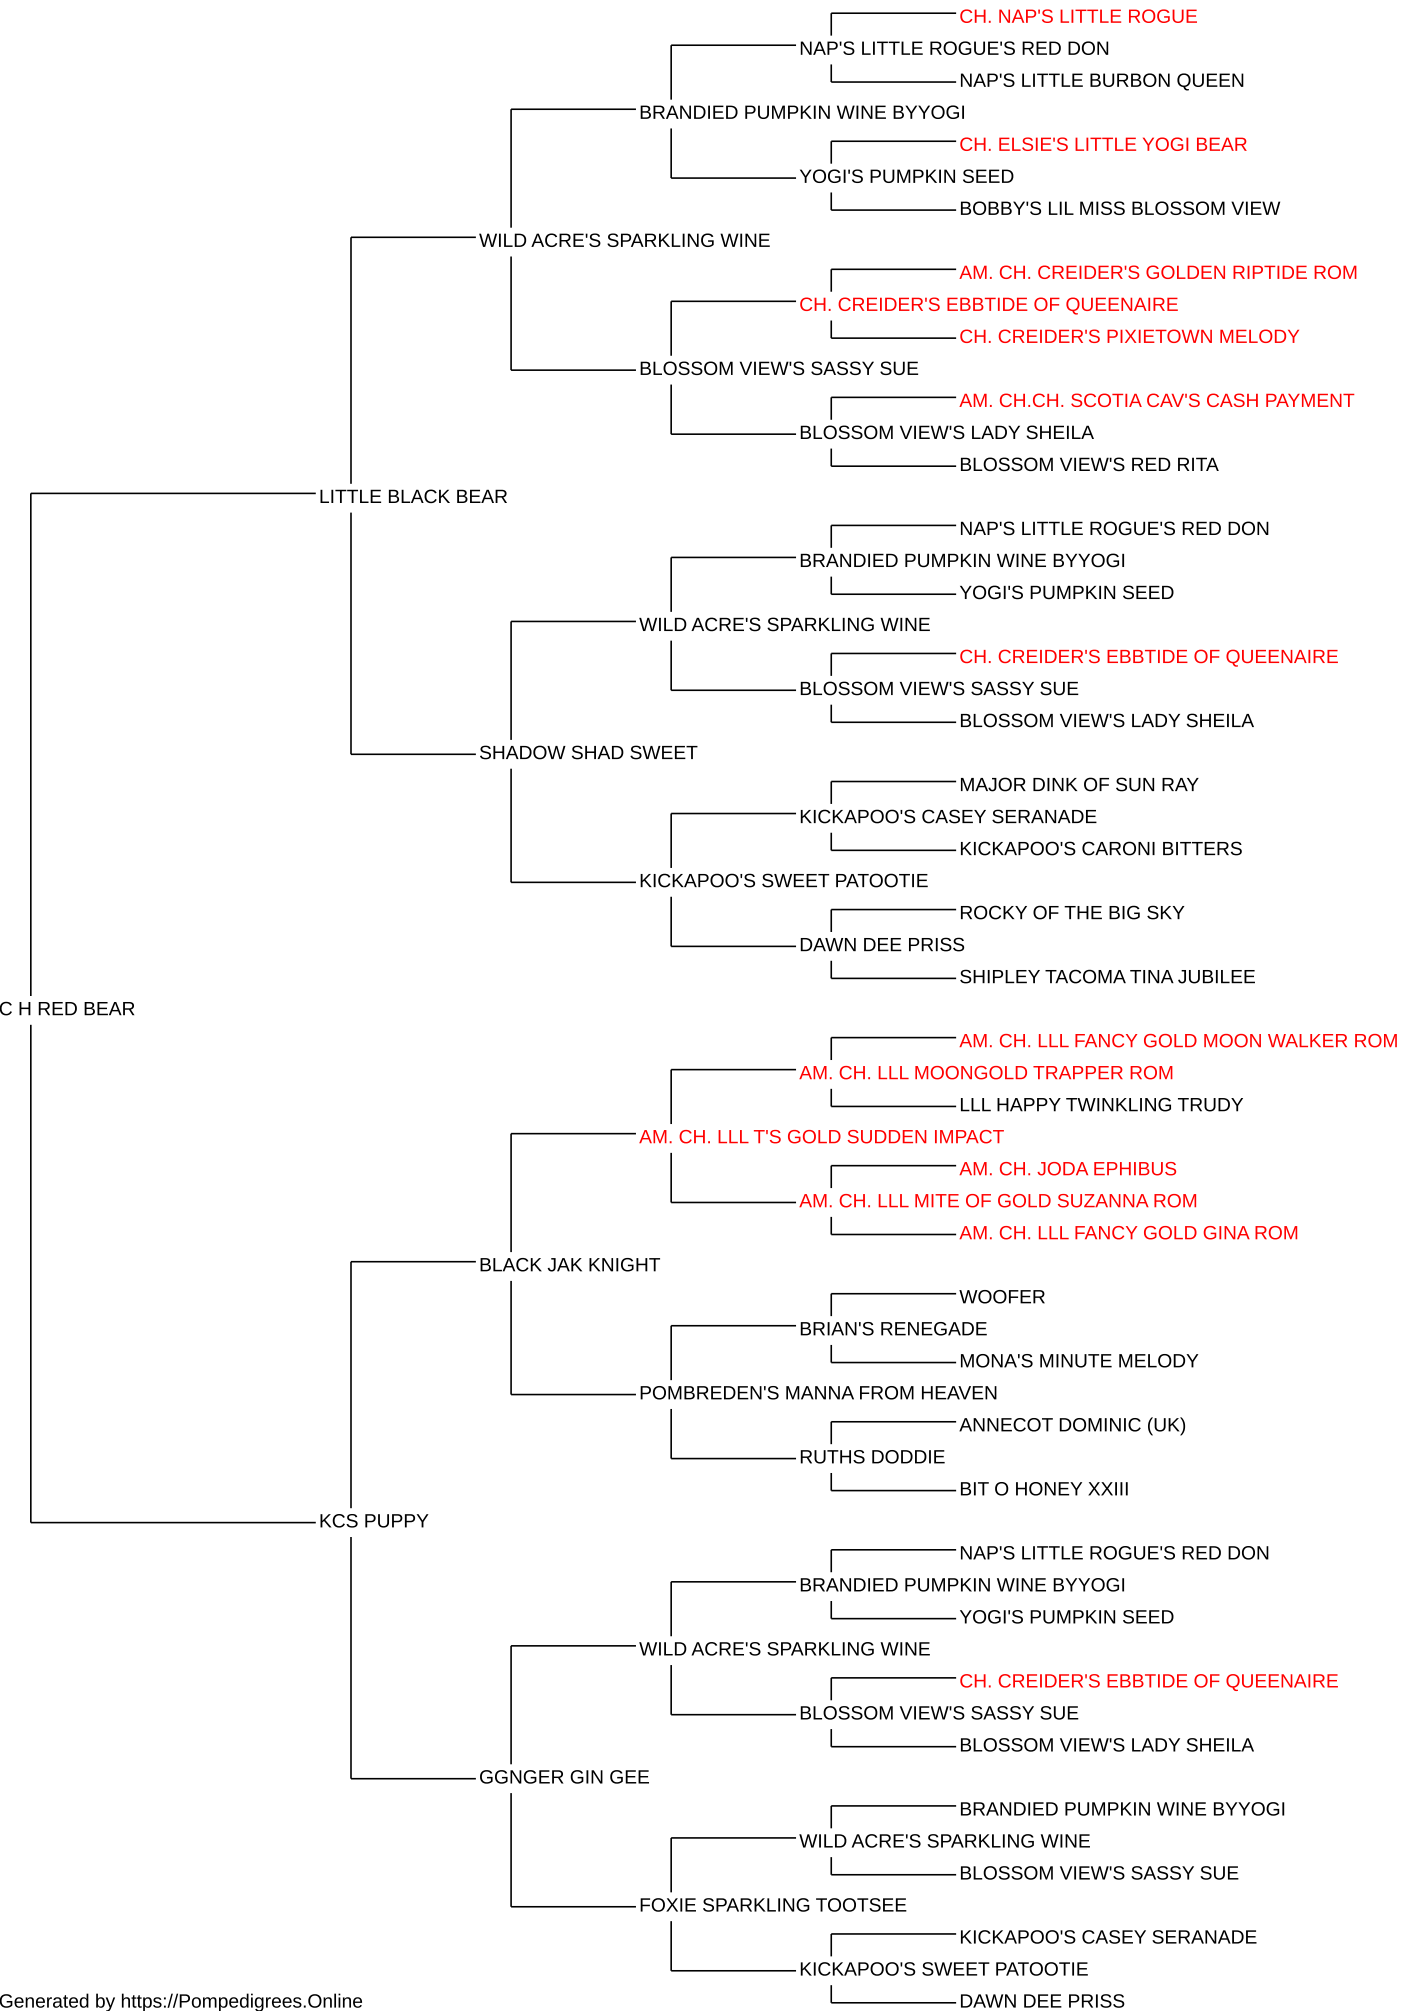 CH. NAP'S LITTLE ROGUE
NAP'S LITTLE ROGUE'S RED DON
NAP'S LITTLE BURBON QUEEN
BRANDIED PUMPKIN WINE BYYOGI
CH. ELSIE'S LITTLE YOGI BEAR
YOGI'S PUMPKIN SEED
BOBBY'S LIL MISS BLOSSOM VIEW
WILD ACRE'S SPARKLING WINE
AM. CH. CREIDER'S GOLDEN RIPTIDE ROM
CH. CREIDER'S EBBTIDE OF QUEENAIRE
CH. CREIDER'S PIXIETOWN MELODY
BLOSSOM VIEW'S SASSY SUE
AM. CH.CH. SCOTIA CAV'S CASH PAYMENT
BLOSSOM VIEW'S LADY SHEILA
BLOSSOM VIEW'S RED RITA
LITTLE BLACK BEAR
NAP'S LITTLE ROGUE'S RED DON
BRANDIED PUMPKIN WINE BYYOGI
YOGI'S PUMPKIN SEED
WILD ACRE'S SPARKLING WINE
CH. CREIDER'S EBBTIDE OF QUEENAIRE
BLOSSOM VIEW'S SASSY SUE
BLOSSOM VIEW'S LADY SHEILA
SHADOW SHAD SWEET
MAJOR DINK OF SUN RAY
KICKAPOO'S CASEY SERANADE
KICKAPOO'S CARONI BITTERS
KICKAPOO'S SWEET PATOOTIE
ROCKY OF THE BIG SKY
DAWN DEE PRISS
SHIPLEY TACOMA TINA JUBILEE
C H RED BEAR
AM. CH. LLL FANCY GOLD MOON WALKER ROM
AM. CH. LLL MOONGOLD TRAPPER ROM
LLL HAPPY TWINKLING TRUDY
AM. CH. LLL T'S GOLD SUDDEN IMPACT
AM. CH. JODA EPHIBUS
AM. CH. LLL MITE OF GOLD SUZANNA ROM
AM. CH. LLL FANCY GOLD GINA ROM
BLACK JAK KNIGHT
WOOFER
BRIAN'S RENEGADE
MONA'S MINUTE MELODY
POMBREDEN'S MANNA FROM HEAVEN
ANNECOT DOMINIC (UK)
RUTHS DODDIE
BIT O HONEY XXIII
KCS PUPPY
NAP'S LITTLE ROGUE'S RED DON
BRANDIED PUMPKIN WINE BYYOGI
YOGI'S PUMPKIN SEED
WILD ACRE'S SPARKLING WINE
CH. CREIDER'S EBBTIDE OF QUEENAIRE
BLOSSOM VIEW'S SASSY SUE
BLOSSOM VIEW'S LADY SHEILA
GGNGER GIN GEE
BRANDIED PUMPKIN WINE BYYOGI
WILD ACRE'S SPARKLING WINE
BLOSSOM VIEW'S SASSY SUE
FOXIE SPARKLING TOOTSEE
KICKAPOO'S CASEY SERANADE
KICKAPOO'S SWEET PATOOTIE
DAWN DEE PRISS
Generated by https://Pompedigrees.Online